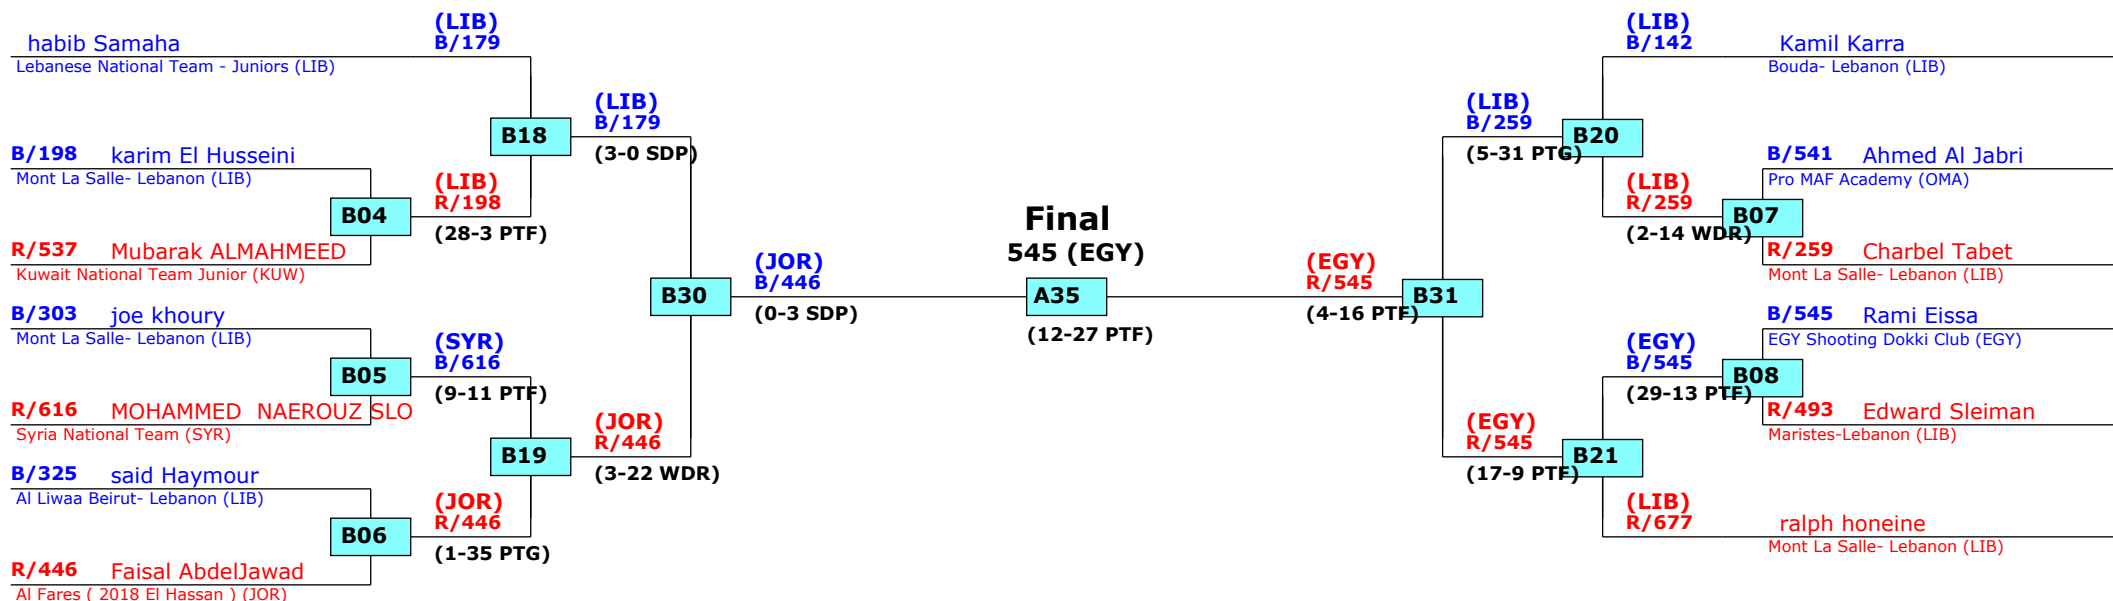 (LIB)
B/179
habib Samaha
Lebanese National Team - Juniors (LIB)
B/198 karim El Husseini
Mont La Salle- Lebanon (LIB)
R/537 Mubarak ALMAHMEED
Kuwait National Team Junior (KUW)
B/303 joe khoury
Mont La Salle- Lebanon (LIB)
R/616 MOHAMMED NAEROUZ SLO
Syria National Team (SYR)
B/325 said Haymour
Al Liwaa Beirut- Lebanon (LIB)
R/446 Faisal AbdelJawad
Al Fares ( 2018 El Hassan ) (JOR)
B04
(LIB)
R/198
(28-3 PTF)
B05
(SYR)
B/616
(9-11 PTF)
B06
(JOR)
R/446
(1-35 PTG)
B18
(LIB)
B/179
(3-0 SDP)
B19
(JOR)
R/446
(3-22 WDR)
B30
(JOR)
B/446
(0-3 SDP)
Final
545 (EGY)
A35
(12-27 PTF)
(EGY)
R/545
(4-16 PTF)
B31
(LIB)
B/259
(5-31 PTG)
B20
(EGY)
R/545
(17-9 PTF)
B21
(LIB)
B/142
Kamil Karra
Bouda- Lebanon (LIB)
(LIB)
R/259
(2-14 WDR)
B07
B/541 Ahmed Al Jabri
Pro MAF Academy (OMA)
R/259 Charbel Tabet
Mont La Salle- Lebanon (LIB)
(EGY)
B/545
(29-13 PTF)
B08
B/545 Rami Eissa
EGY Shooting Dokki Club (EGY)
R/493 Edward Sleiman
Maristes-Lebanon (LIB)
(LIB)
R/677
ralph honeine
Mont La Salle- Lebanon (LIB)